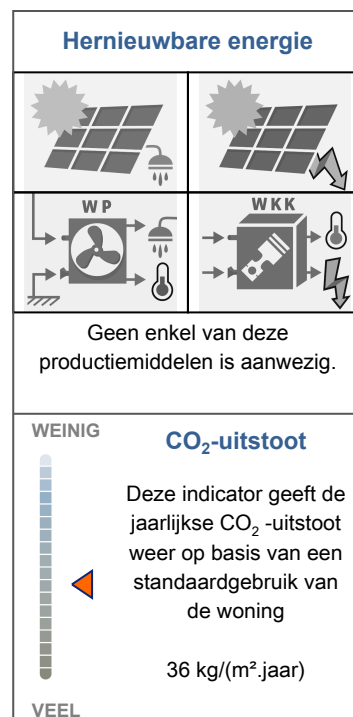 Hernieuwbare energie
WP
WKK
Geen enkel van deze
productiemiddelen is aanwezig.
WEINIG
CO₂-uitstoot
Deze indicator geeft de
jaarlijkse CO₂ -uitstoot
weer op basis van een
standaardgebruik van
de woning
36 kg/(m².jaar)
VEEL